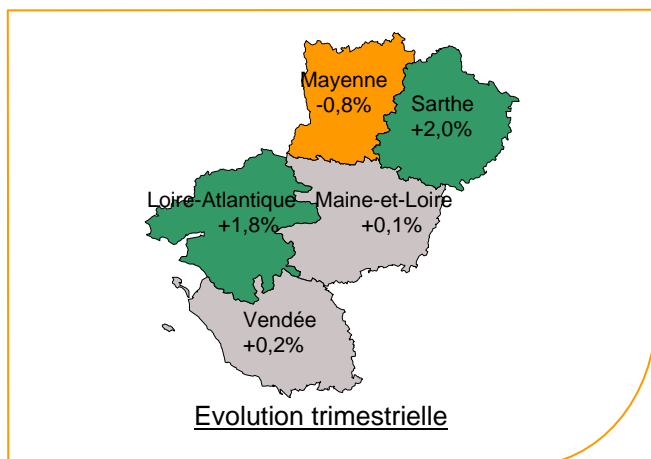 Mayenne
-0,8%
Sarthe
+2,0%
Loire-Atlantique
+1,8%
Maine-et-Loire
+0,1%
Vendée
+0,2%
Evolution trimestrielle